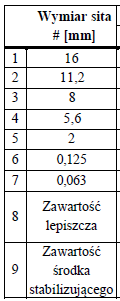 Wymiar sita
# [mm]
1 16
2 11,2
3 8
4 5,6
5 2
6 0,125
7 0,063
8 Zawartość
lepiszcza
9 Zawartość
środka
stabilizującego